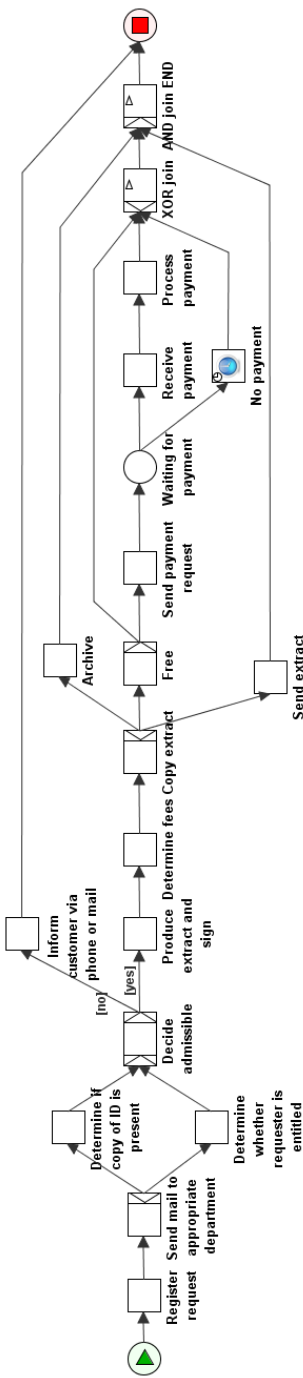 Register
request
Send mail to
appropriate
department
Determine if
copy of ID is
present
Determine
whether
requester is
entitled
Decide
admissible
[no]
[yes]
Inform
customer via
phone or mail
Produce
extract and
sign
Determine fees
Copy extract
Archive
Send extract
Free
Send payment
request
Waiting for
payment
Receive
payment
No payment
Process
payment
XOR join
AND join END